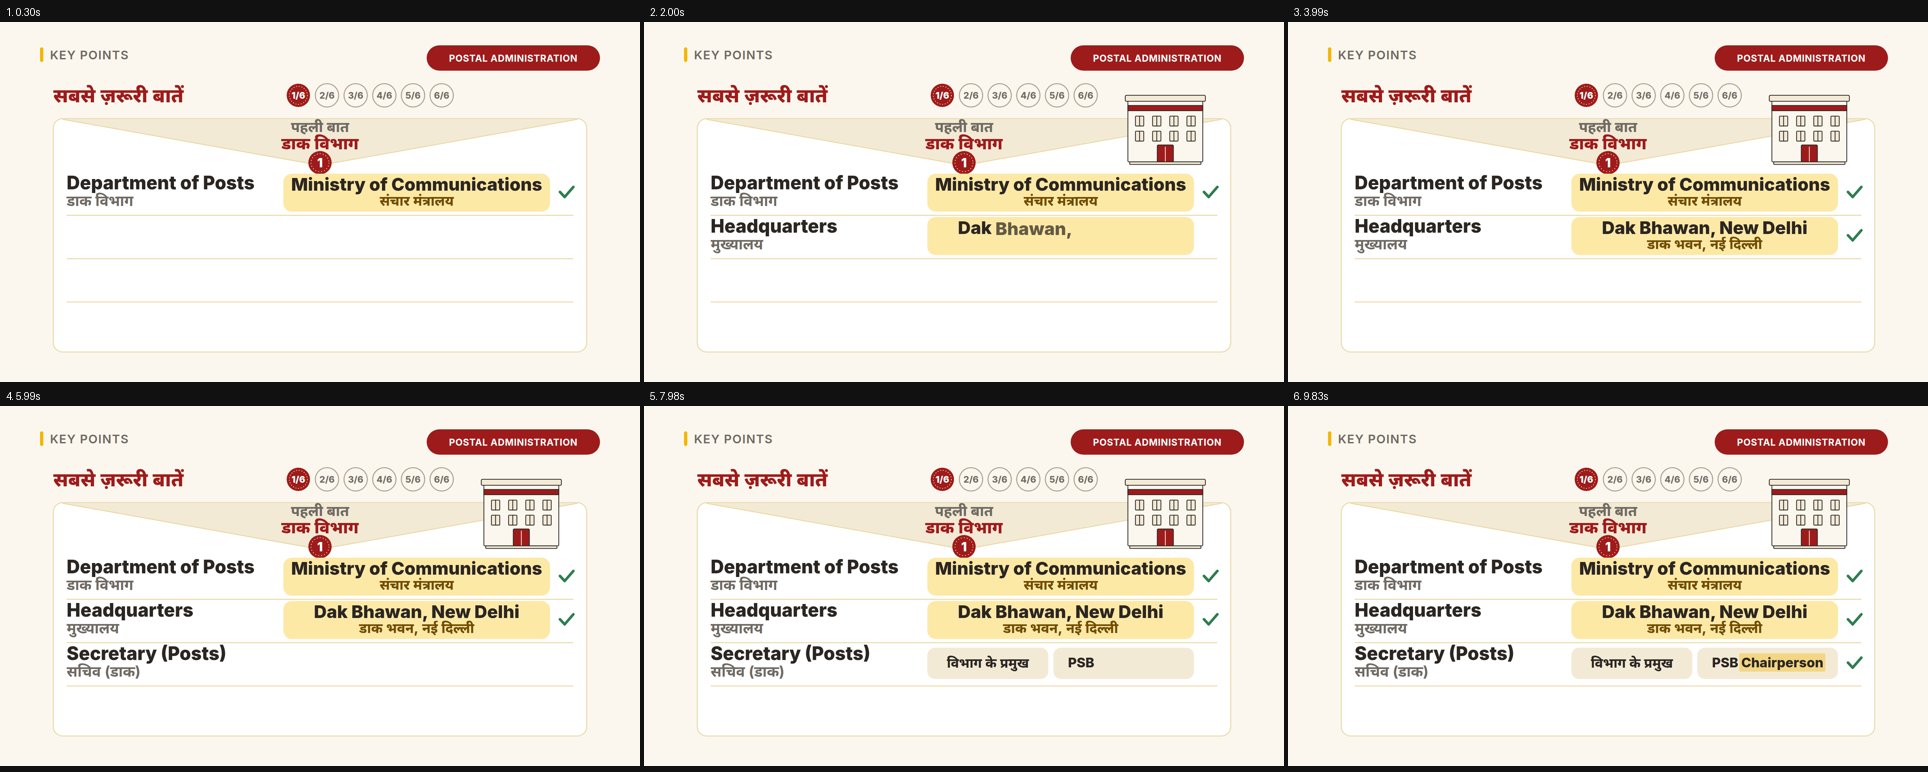 1. 0.30s
KEY POINTS
POSTAL ADMINISTRATION
सबसे ज़रूरी बातें
1/6 2/6 3/6 4/6 5/6 6/6
पहली बात
डाक विभाग
1
Department of Posts
डाक विभाग
Ministry of Communications
संचार मंत्रालय
2. 2.00s
KEY POINTS
POSTAL ADMINISTRATION
सबसे ज़रूरी बातें
1/6 2/6 3/6 4/6 5/6 6/6
पहली बात
डाक विभाग
1
Department of Posts
डाक विभाग
Ministry of Communications
संचार मंत्रालय
Headquarters
मुख्यालय
Dak Bhawan,
3. 3.99s
KEY POINTS
POSTAL ADMINISTRATION
सबसे ज़रूरी बातें
1/6 2/6 3/6 4/6 5/6 6/6
पहली बात
डाक विभाग
1
Department of Posts
डाक विभाग
Ministry of Communications
संचार मंत्रालय
Headquarters
मुख्यालय
Dak Bhawan, New Delhi
डाक भवन, नई दिल्ली
4. 5.99s
KEY POINTS
POSTAL ADMINISTRATION
सबसे ज़रूरी बातें
1/6 2/6 3/6 4/6 5/6 6/6
पहली बात
डाक विभाग
1
Department of Posts
डाक विभाग
Ministry of Communications
संचार मंत्रालय
Headquarters
मुख्यालय
Dak Bhawan, New Delhi
डाक भवन, नई दिल्ली
Secretary (Posts)
सचिव (डाक)
5. 7.98s
KEY POINTS
POSTAL ADMINISTRATION
सबसे ज़रूरी बातें
1/6 2/6 3/6 4/6 5/6 6/6
पहली बात
डाक विभाग
1
Department of Posts
डाक विभाग
Ministry of Communications
संचार मंत्रालय
Headquarters
मुख्यालय
Dak Bhawan, New Delhi
डाक भवन, नई दिल्ली
Secretary (Posts)
सचिव (डाक)
विभाग के प्रमुख
PSB
6. 9.83s
KEY POINTS
POSTAL ADMINISTRATION
सबसे ज़रूरी बातें
1/6 2/6 3/6 4/6 5/6 6/6
पहली बात
डाक विभाग
1
Department of Posts
डाक विभाग
Ministry of Communications
संचार मंत्रालय
Headquarters
मुख्यालय
Dak Bhawan, New Delhi
डाक भवन, नई दिल्ली
Secretary (Posts)
सचिव (डाक)
विभाग के प्रमुख
PSB Chairperson